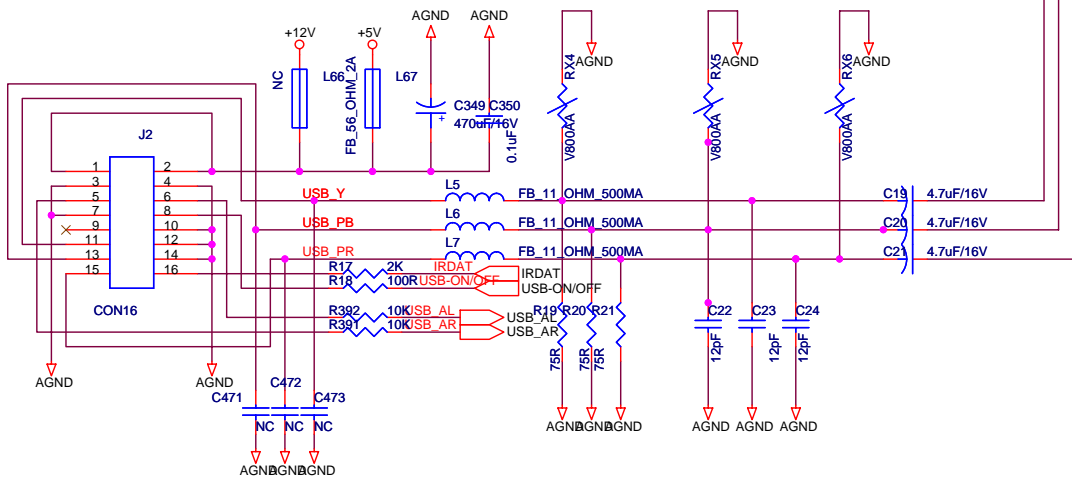 AGND AGND
+12V +5V
NC L66 FB_56_OHM_2A L67
C349 C350
470uF/16V 0.1uF
RX4 AGND V800AA
RX5 AGND V800AA
RX6 AGND V800AA
J2
1 2
3 4
5 6
7 8
9 10
11 12
13 14
15 16
CON16
USB_Y L5 FB_11_OHM_500MA C19 4.7uF/16V
USB_PB L6 FB_11_OHM_500MA C20 4.7uF/16V
USB_PR L7 FB_11_OHM_500MA C21 4.7uF/16V
R17 2K IRDAT IRDAT
R18 100R USB-ON/OFF USB-ON/OFF
R392 10K USB_AL USB_AL
R391 10K USB_AR USB_AR
R19 R20 R21
75R 75R 75R
C22 C23 C24
12pF 12pF 12pF
AGND AGND
C471 C472 C473
NC NC NC
AGND AGND AGND AGND AGND AGND
AGND AGND AGND